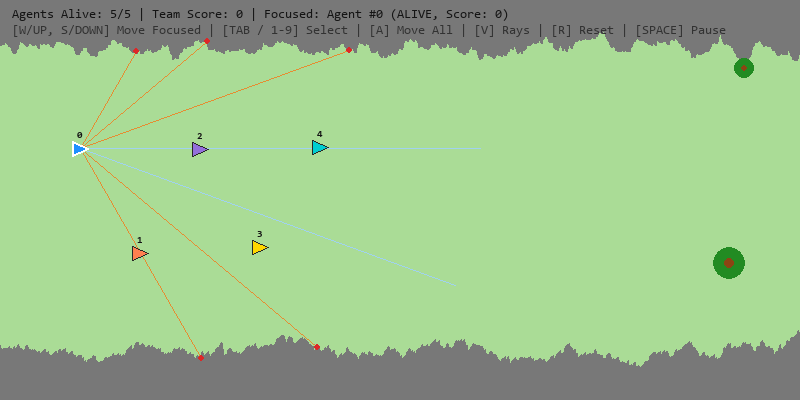 Agents Alive: 5/5 | Team Score: 0 | Focused: Agent #0 (ALIVE, Score: 0)
[W/UP, S/DOWN] Move Focused | [TAB / 1-9] Select | [A] Move All | [V] Rays | [R] Reset | [SPACE] Pause
0
2
4
1
3